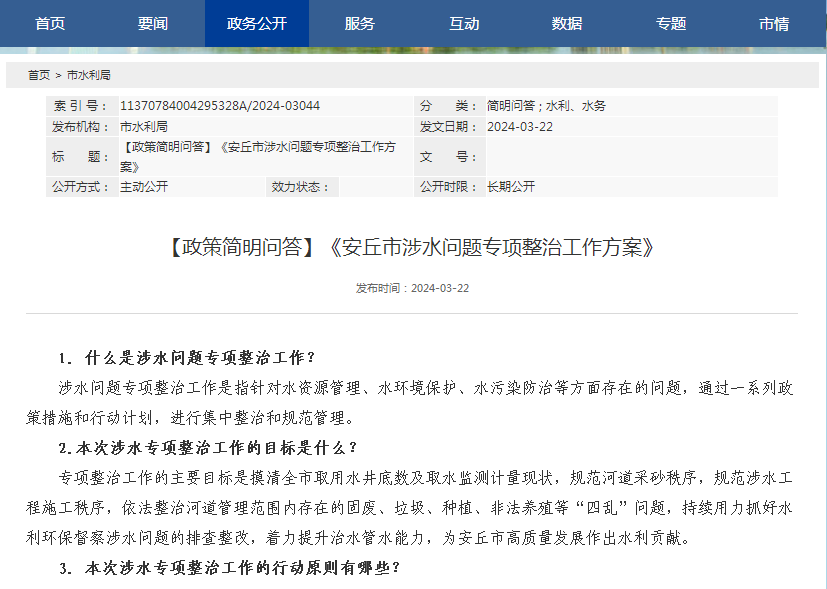 首页 要闻 政务公开 服务 互动 数据 专题 市情
首页 > 市水利局
索 引 号： 11370784004295328A/2024-03044 分 类： 简明问答 ; 水利、水务
发布机构： 市水利局 发文日期： 2024-03-22
标 题： 【政策简明问答】《安丘市涉水问题专项整治工作方
案》 文 号：
公开方式： 主动公开 效力状态： 公开时限： 长期公开
【政策简明问答】《安丘市涉水问题专项整治工作方案》
发布时间：2024-03-22
1. 什么是涉水问题专项整治工作？
涉水问题专项整治工作是指针对水资源管理、水环境保护、水污染防治等方面存在的问题，通过一系列政
策措施和行动计划，进行集中整治和规范管理。
2.本次涉水专项整治工作的目标是什么？
专项整治工作的主要目标是摸清全市取用水井底数及取水监测计量现状，规范河道采砂秩序，规范涉水工
程施工秩序，依法整治河道管理范围内存在的固废、垃圾、种植、非法养殖等“四乱”问题，持续用力抓好水
利环保督察涉水问题的排查整改，着力提升治水管水能力，为安丘市高质量发展作出水利贡献。
3. 本次涉水专项整治工作的行动原则有哪些？